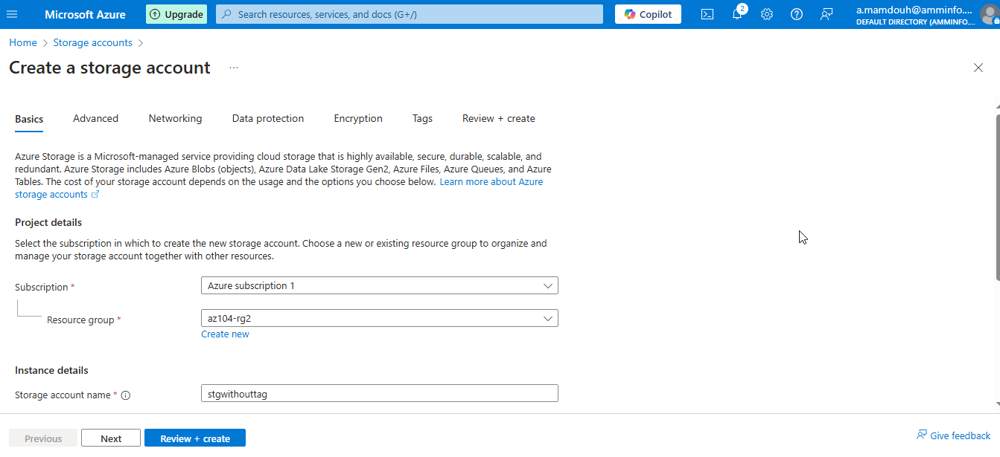 Microsoft Azure
Upgrade
Search resources, services, and docs (G+/)
Copilot
2
a.mamdouh@amminfo....
DEFAULT DIRECTORY (AMMINFO....
Home > Storage accounts >
Create a storage account ...
Basics
Advanced
Networking
Data protection
Encryption
Tags
Review + create
Azure Storage is a Microsoft-managed service providing cloud storage that is highly available, secure, durable, scalable, and
redundant. Azure Storage includes Azure Blobs (objects), Azure Data Lake Storage Gen2, Azure Files, Azure Queues, and Azure
Tables. The cost of your storage account depends on the usage and the options you choose below. Learn more about Azure
storage accounts
Project details
Select the subscription in which to create the new storage account. Choose a new or existing resource group to organize and
manage your storage account together with other resources.
Subscription *
Azure subscription 1
Resource group *
az104-rg2
Create new
Instance details
Storage account name *
stgwithouttag
Previous
Next
Review + create
Give feedback